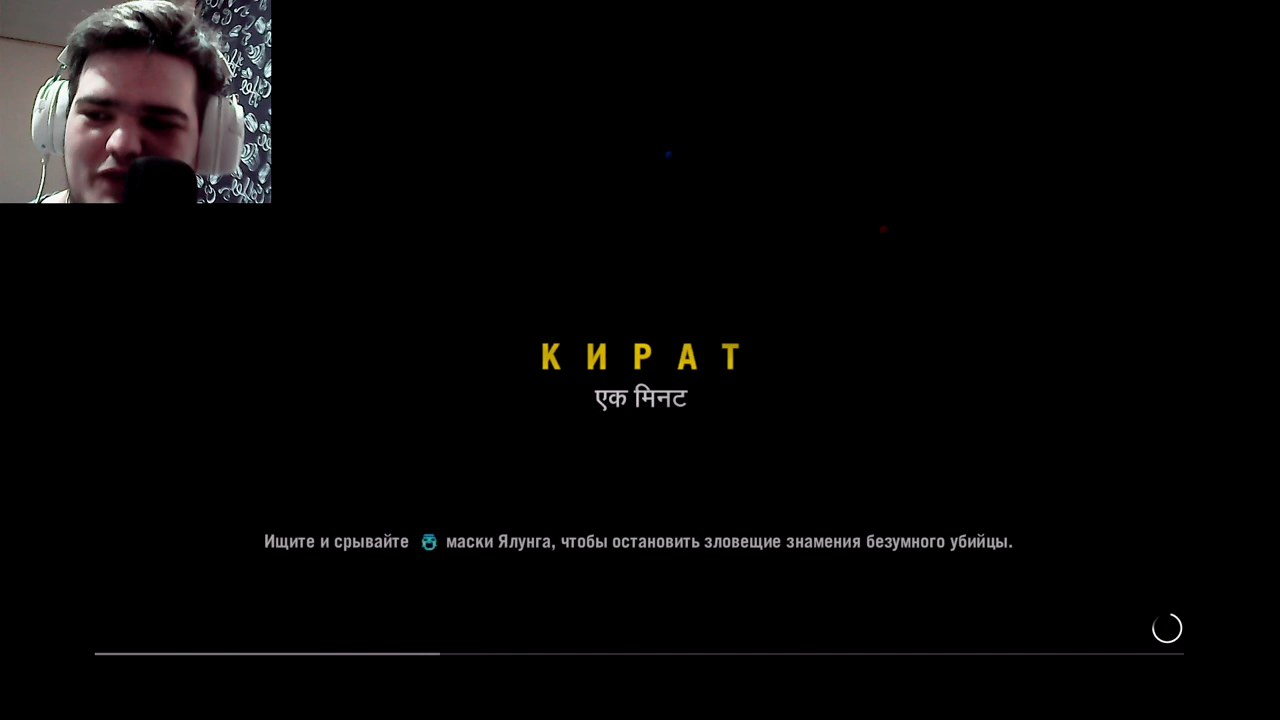 КИРАТ
एक मिनट
Ищите и срывайте маски Ялунга, чтобы остановить зловещие знамения безумного убийцы.